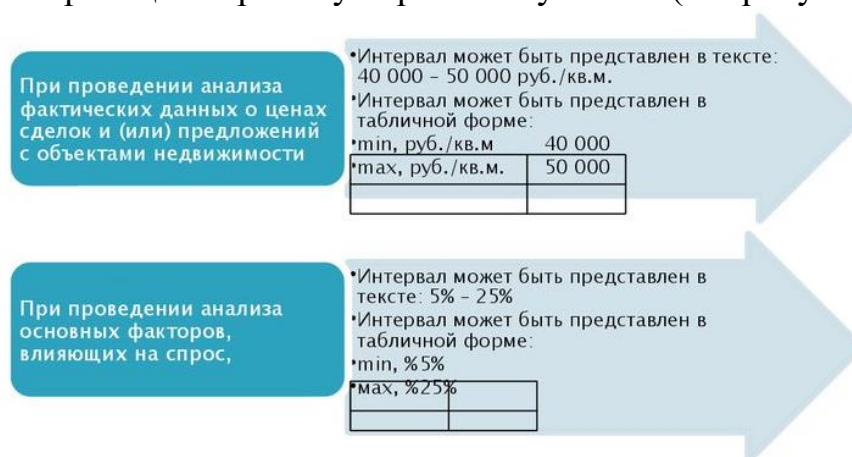 При проведении анализа
фактических данных о ценах
сделок и (или) предложений
с объектами недвижимости
•Интервал может быть представлен в тексте:
40 000 – 50 000 руб./кв.м.
•Интервал может быть представлен в
табличной форме:
•min, руб./кв.м 40 000
•max, руб./кв.м. 50 000
При проведении анализа
основных факторов,
влияющих на спрос,
•Интервал может быть представлен в
тексте: 5% – 25%
•Интервал может быть представлен в
табличной форме:
•min, %5%
•мах, %25%